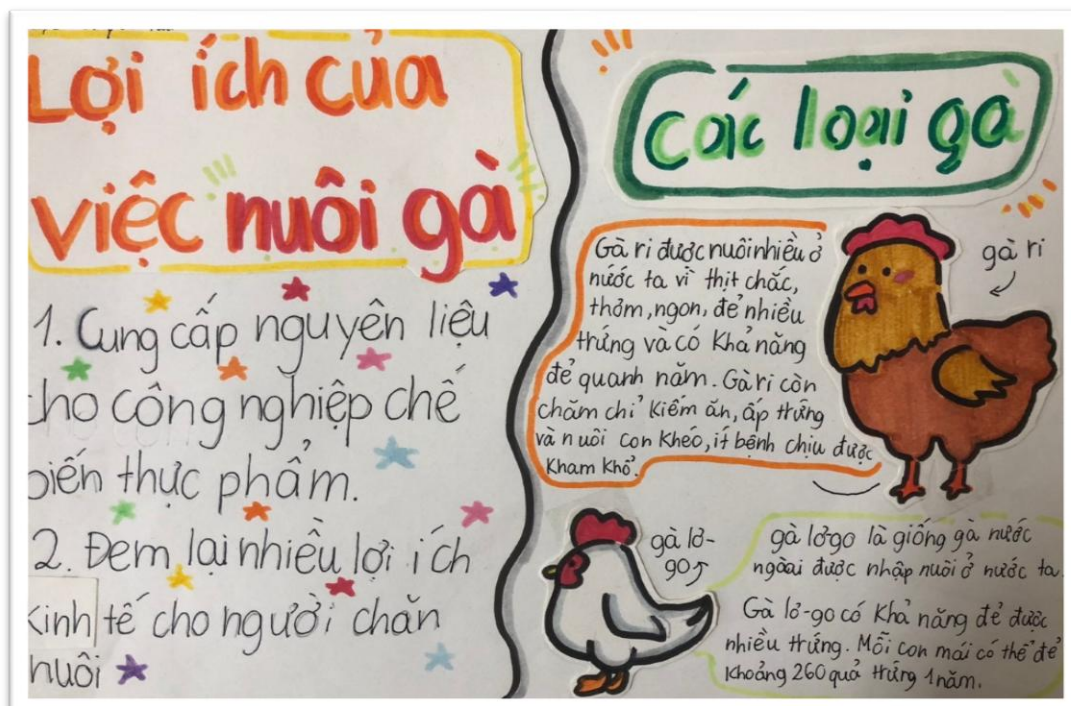 Lợi ích của
việc nuôi gà
1. Cung cấp nguyên liệu
cho công nghiệp chế
biến thực phẩm.
2. Đem lại nhiều lợi ích
kinh tế cho người chăn
nuôi
Các loại gà
Gà ri được nuôi nhiều ở
nước ta vì thịt chắc,
thơm, ngon, đẻ nhiều
trứng và có khả năng
đẻ quanh năm. Gà ri còn
chăm chỉ kiếm ăn, ấp trứng
và nuôi con khéo, ít bệnh chịu được
kham khổ.
gà ri
gà lơ-
go
gà lơ-go là giống gà nước
ngoài được nhập nuôi ở nước ta.
Gà lơ-go có khả năng đẻ được
nhiều trứng. Mỗi con mái có thể đẻ
khoảng 260 quả trứng 1 năm.